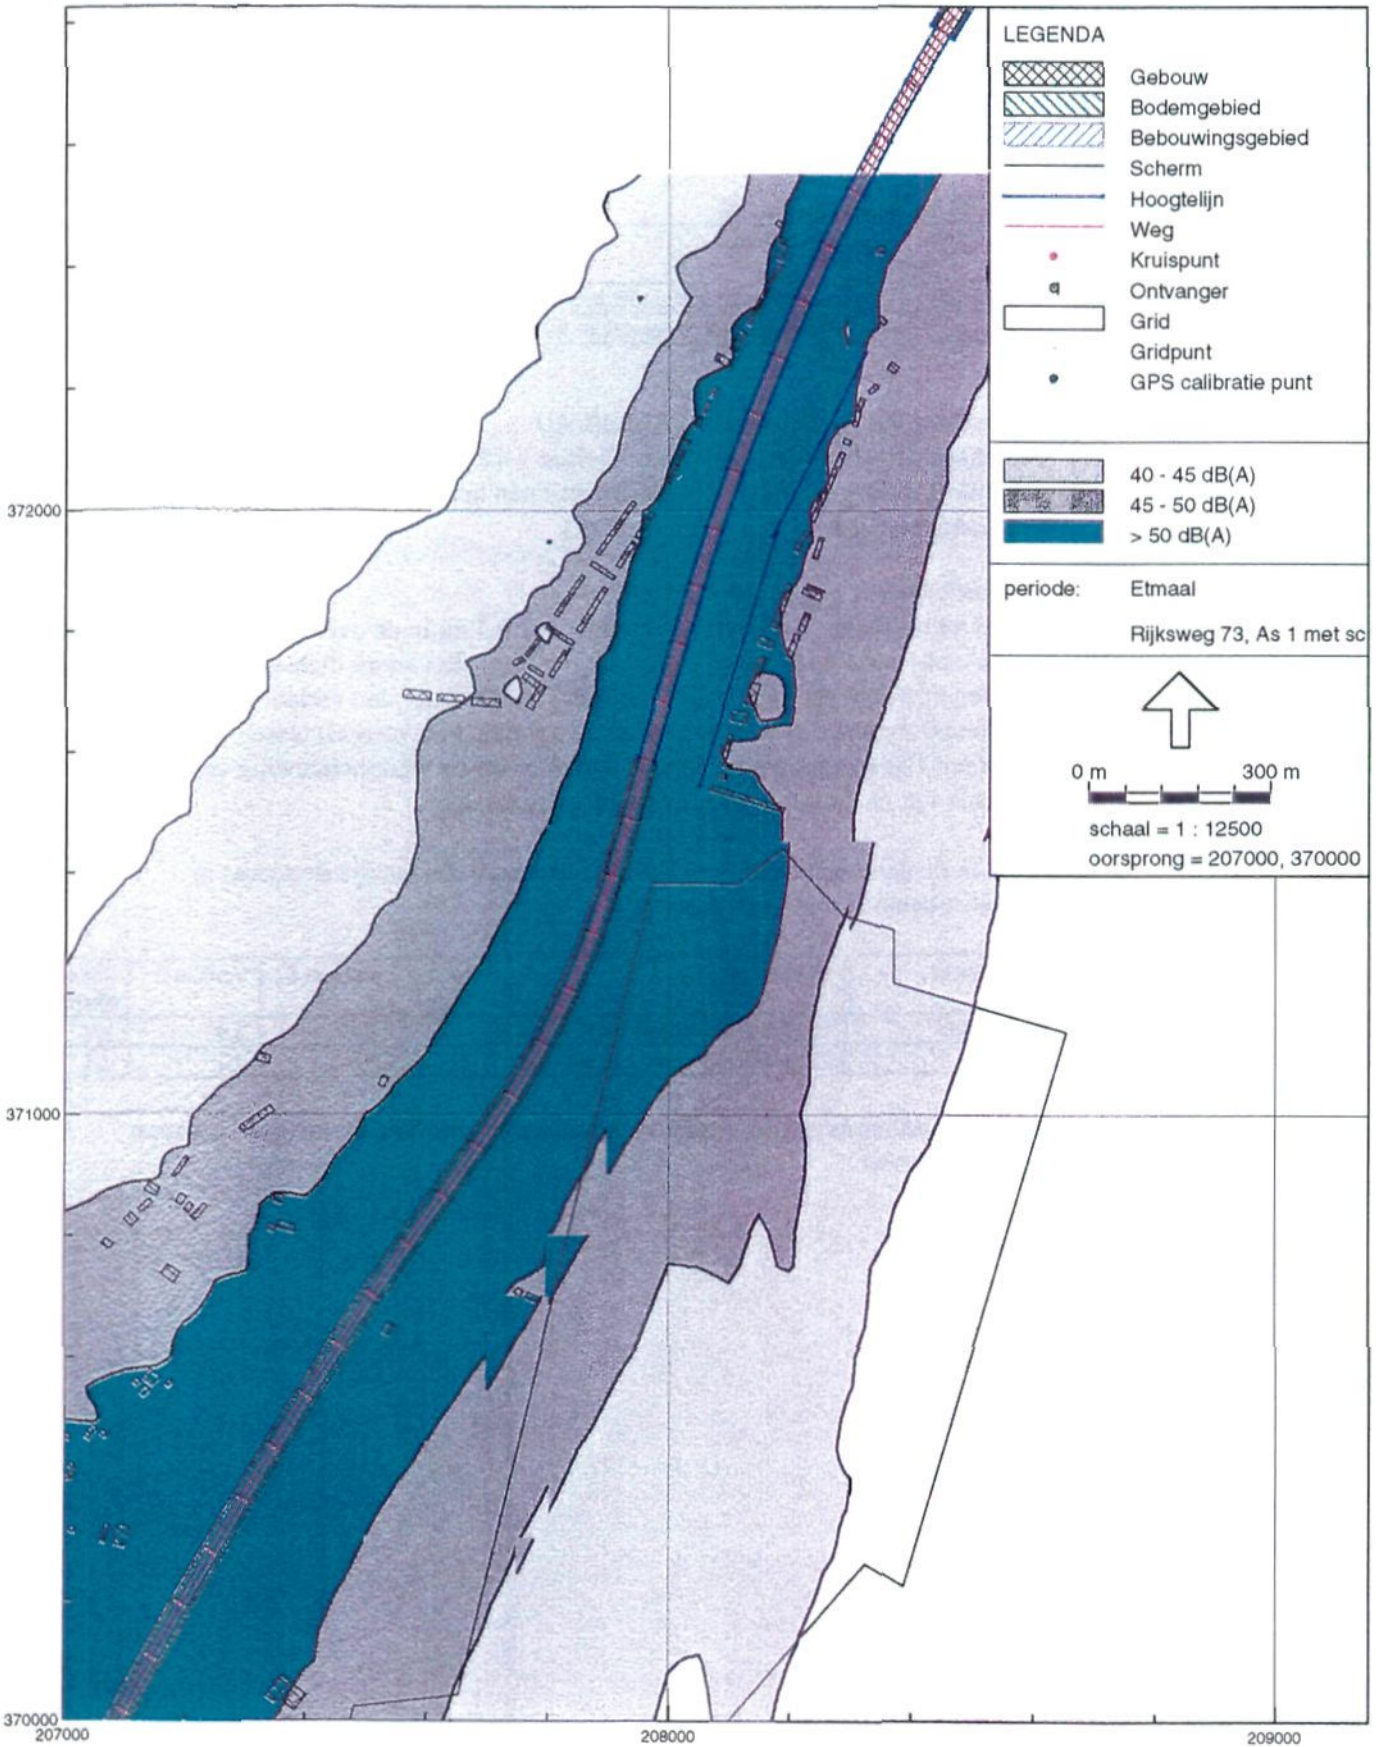 LEGENDA
Gebouw
Bodemgebied
Bebouwingsgebied
Scherm
Hoogtelijn
Weg
Kruispunt
Ontvanger
Grid
Gridpunt
GPS calibratie punt
40 - 45 dB(A)
45 - 50 dB(A)
> 50 dB(A)
periode: Etmaal
Rijksweg 73, As 1 met sc
0 m 300 m
schaal = 1 : 12500
oorsprong = 207000, 370000
372000
371000
370000
207000 208000 209000